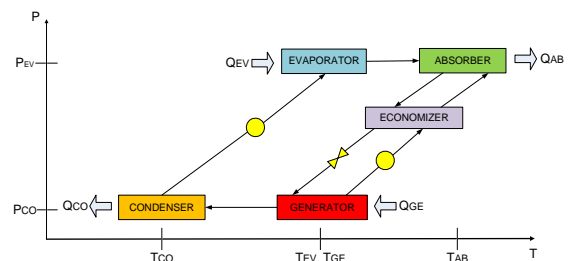 P
PEV
QEV
EVAPORATOR
ABSORBER
QAB
ECONOMIZER
PCO
QCO
CONDENSER
GENERATOR
QGE
TCO
TEV TGE
TAB
T